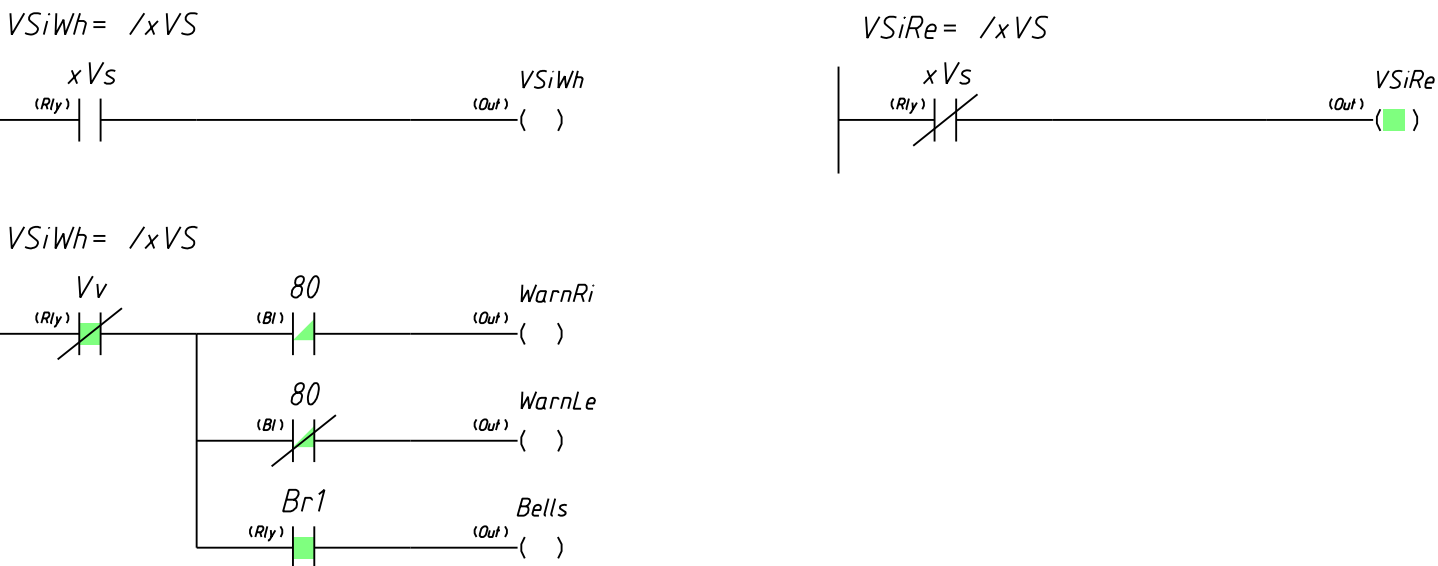 VSiWh= /xVS
xVs
VSiWh
(Rly)
(Out)
( )
VSiRe= /xVS
xVs
VSiRe
(Rly)
(Out)
( )
VSiWh= /xVS
Vv
80
WarnRi
(Rly)
(Bl)
(Out)
( )
80
WarnLe
(Bl)
(Out)
( )
Br1
Bells
(Rly)
(Out)
( )